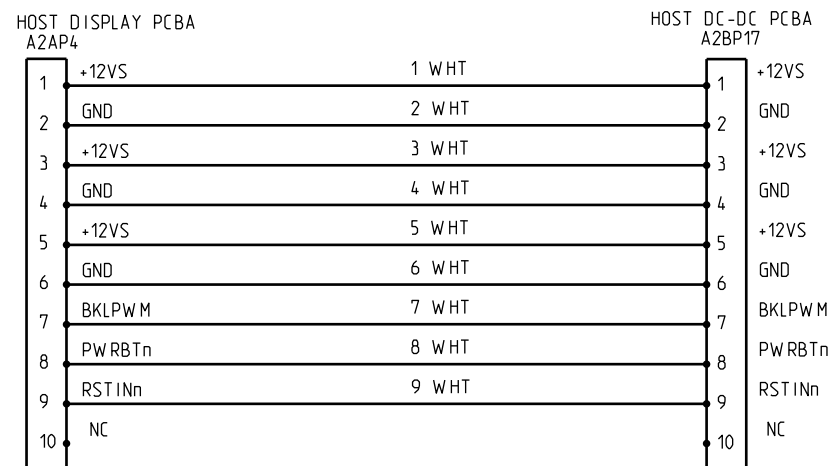 HOST DISPLAY PCBA HOST DC-DC PCBA
A2AP4 A2BP17
1 +12VS 1 WHT 1 +12VS
2 GND 2 WHT 2 GND
3 +12VS 3 WHT 3 +12VS
4 GND 4 WHT 4 GND
5 +12VS 5 WHT 5 +12VS
6 GND 6 WHT 6 GND
7 BKLPWM 7 WHT 7 BKLPWM
8 PWRBTn 8 WHT 8 PWRBTn
9 RSTINn 9 WHT 9 RSTINn
10 NC 10 NC